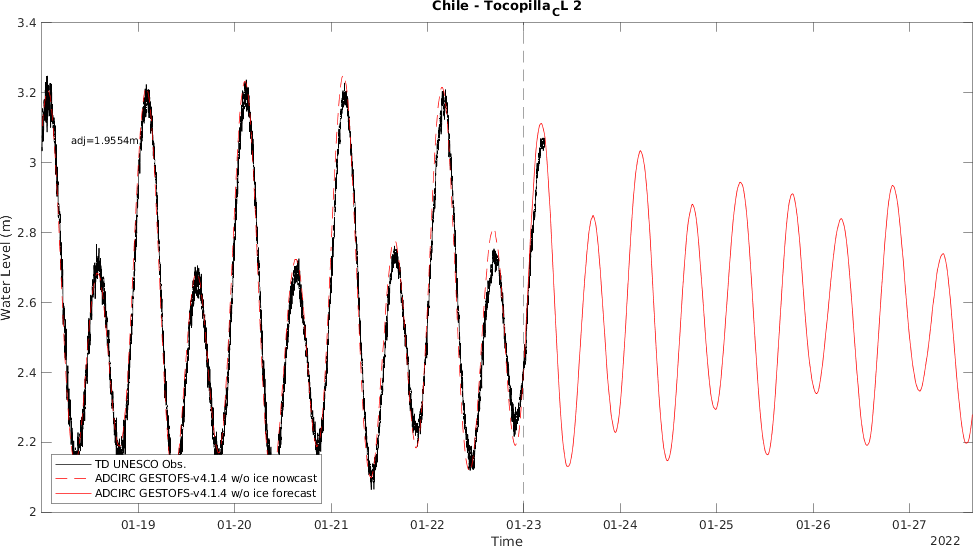 Chile - Tocopilla_CL 2
3.4
3.2
adj=1.9554m
3
2.8
Water Level (m)
2.6
2.4
2.2
2
TD UNESCO Obs.
ADCIRC GESTOFS-v4.1.4 w/o ice nowcast
ADCIRC GESTOFS-v4.1.4 w/o ice forecast
01-19 01-20 01-21 01-22 01-23 01-24 01-25 01-26 01-27
Time
2022